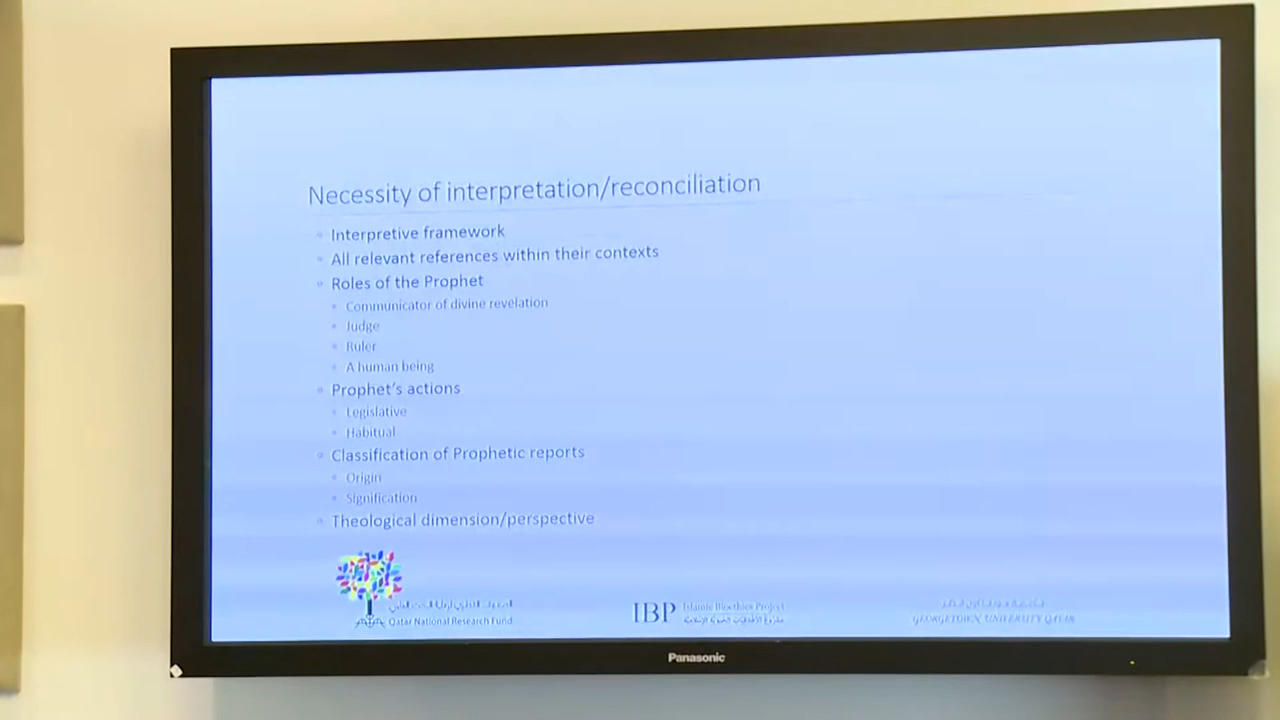 Necessity of interpretation/reconciliation
Interpretive framework
All relevant references within their contexts
Roles of the Prophet
Communicator of divine revelation
Judge
Ruler
A human being
Prophet's actions
Legislative
Habitual
Classification of Prophetic reports
Origin
Signification
Theological dimension/perspective
Qatar National Research Fund
IBP
Islamic Bioethics Project
GEORGETOWN UNIVERSITY QATAR
Panasonic